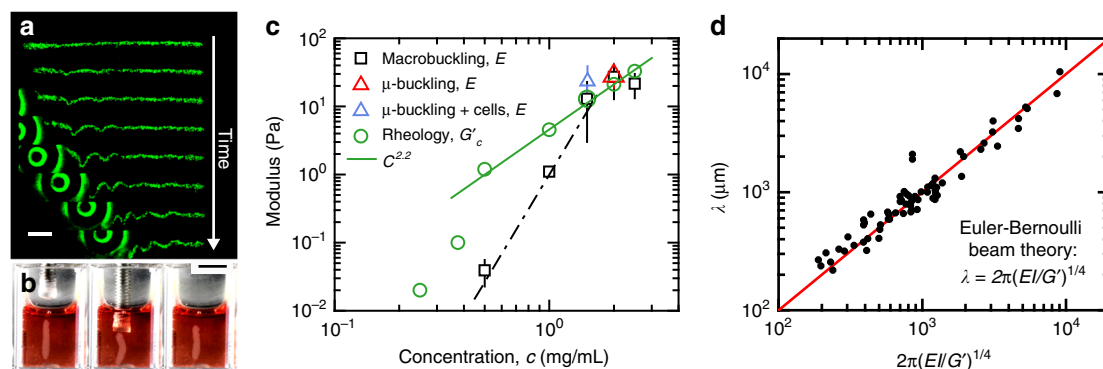 a
Time
b
c
Modulus (Pa)
10²
10¹
10⁰
10⁻¹
10⁻²
Macrobuckling, E
μ-buckling, E
μ-buckling + cells, E
Rheology, G′c
C²·²
10⁻¹
10⁰
Concentration, c (mg/mL)
d
λ (μm)
10⁴
10³
10²
Euler-Bernoulli
beam theory:
λ = 2π(EI/G′)¹/⁴
10²
10³
10⁴
2π(EI/G′)¹/⁴